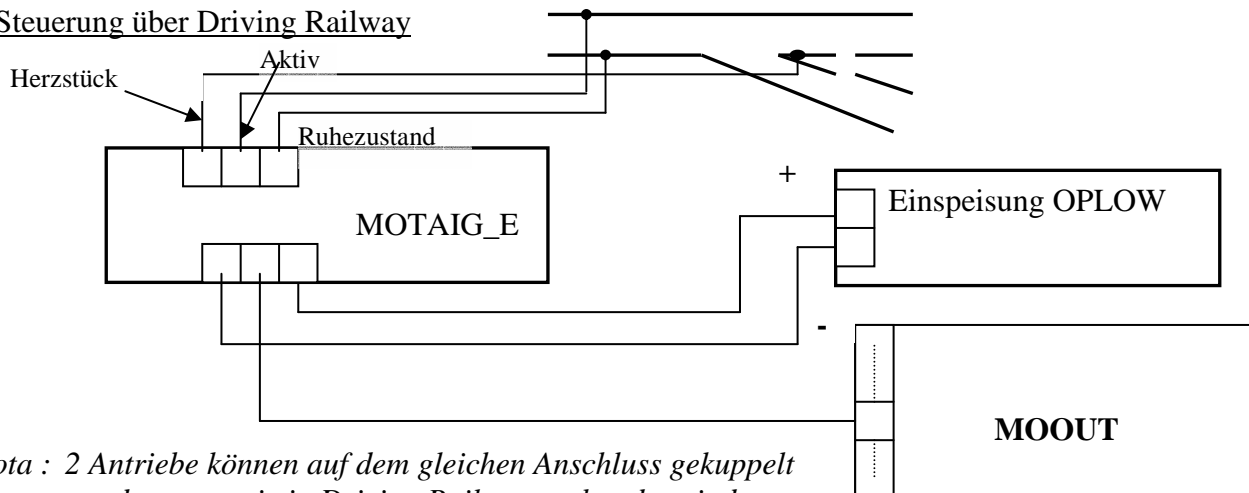 Steuerung über Driving Railway
Aktiv
Herzstück
Ruhezustand
+
Einspeisung OPLOW
MOTAIG_E
-
MOOUT
ota : 2 Antriebe können auf dem gleichen Anschluss gekuppelt